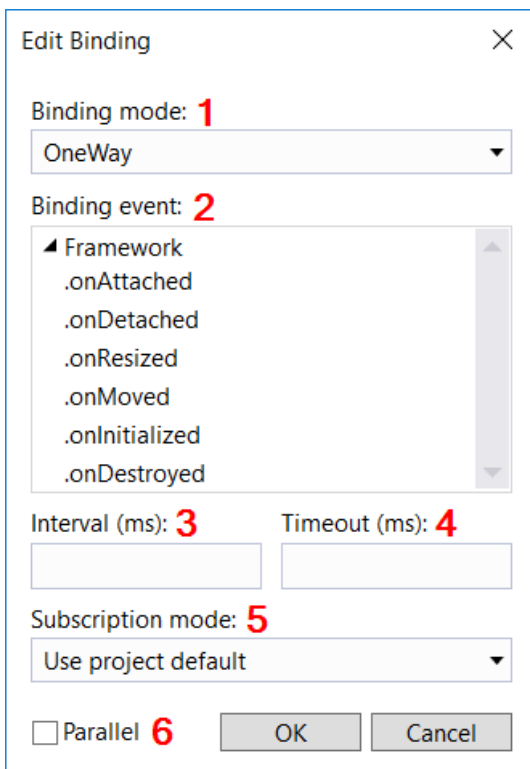 Edit Binding
Binding mode: 1
OneWay
Binding event: 2
Framework
.onAttached
.onDetached
.onResized
.onMoved
.onInitialized
.onDestroyed
Interval (ms): 3 Timeout (ms): 4
Subscription mode: 5
Use project default
Parallel 6 OK Cancel